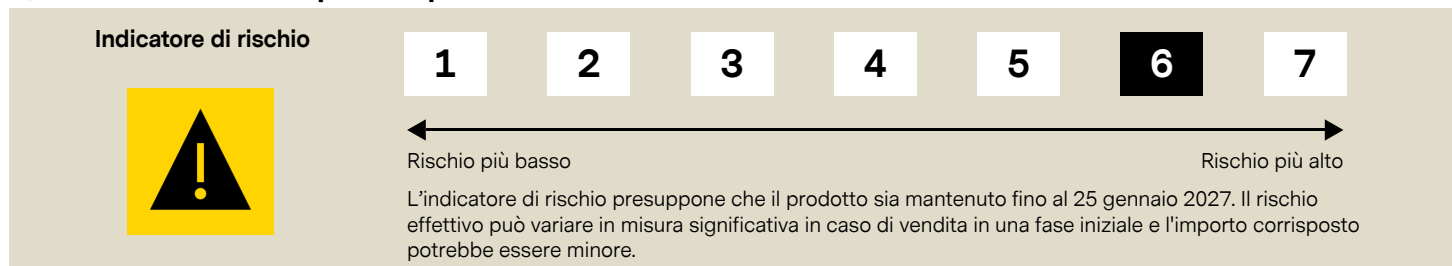 Indicatore di rischio
1 2 3 4 5 6 7
Rischio più basso Rischio più alto
L'indicatore di rischio presuppone che il prodotto sia mantenuto fino al 25 gennaio 2027. Il rischio
effettivo può variare in misura significativa in caso di vendita in una fase iniziale e l'importo corrisposto
potrebbe essere minore.